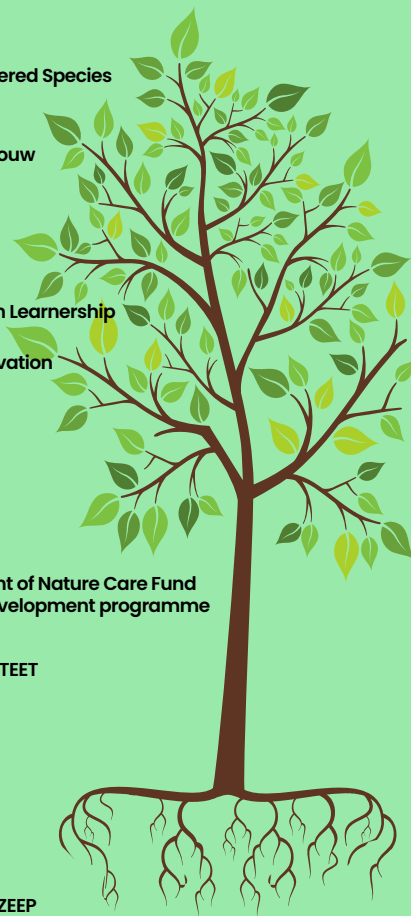 ered Species
ouw
n Learnership
vation
nt of Nature Care Fund
velopment programme
TEET
ZEEP